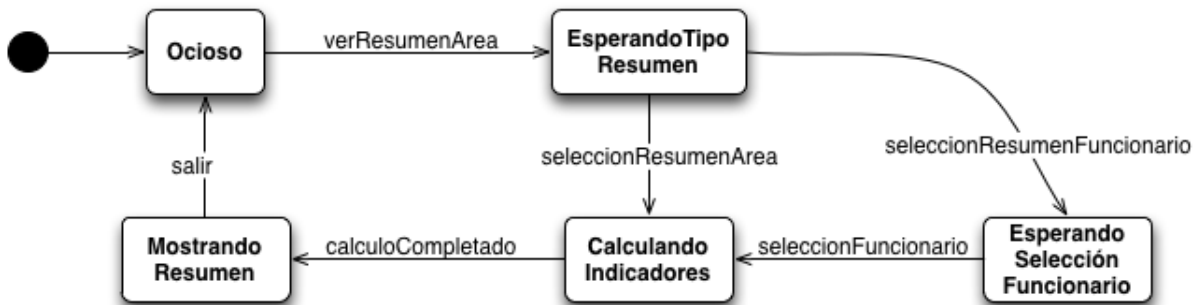 Ocioso
verResumenArea
EsperandoTipo
Resumen
seleccionResumenArea
seleccionResumenFuncionario
salir
Mostrando
Resumen
calculoCompletado
Calculando
Indicadores
seleccionFuncionario
Esperando
Selección
Funcionario